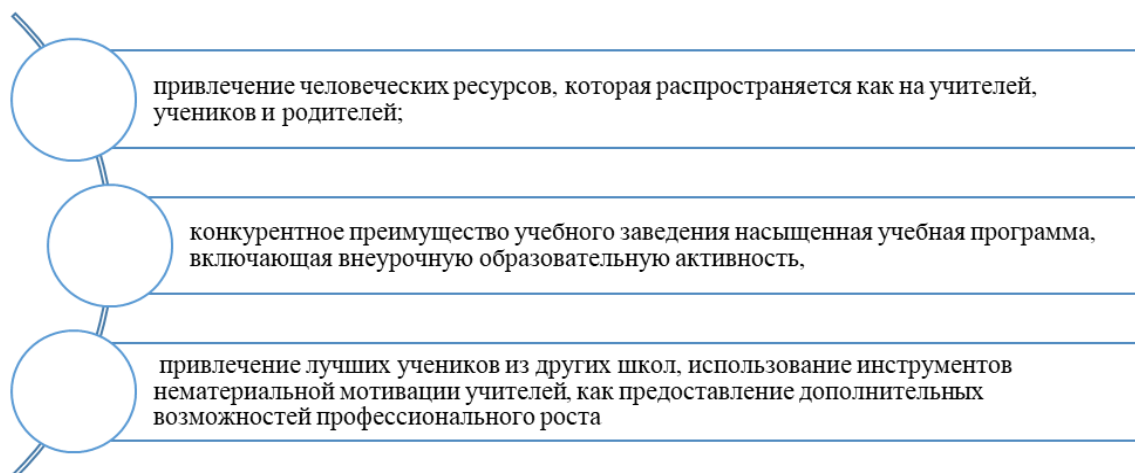 привлечение человеческих ресурсов, которая распространяется как на учителей,
учеников и родителей;
конкурентное преимущество учебного заведения насыщенная учебная программа,
включающая внеурочную образовательную активность,
привлечение лучших учеников из других школ, использование инструментов
нематериальной мотивации учителей, как предоставление дополнительных
возможностей профессионального роста